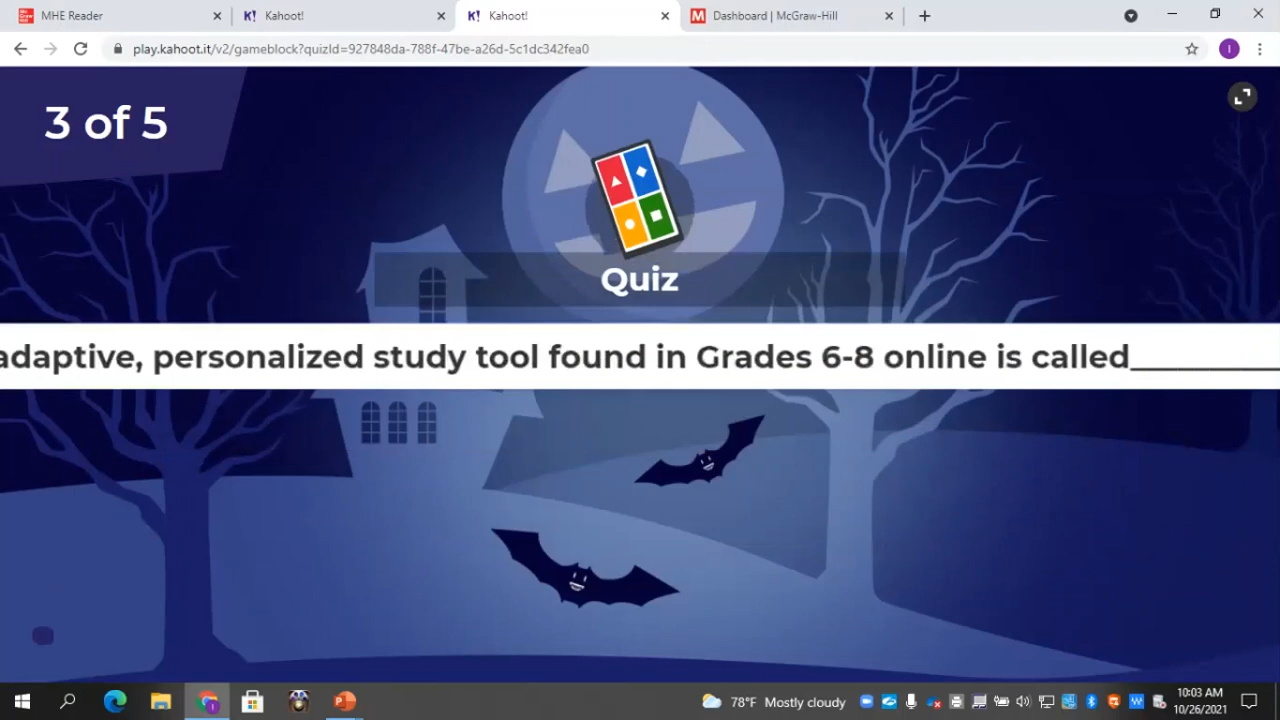 MHE Reader
Kahoot!
Kahoot!
Dashboard | McGraw-Hill
play.kahoot.it/v2/gameblock?quizId=927848da-788f-47be-a26d-5c1dc342fea0
I
3 of 5
Quiz
adaptive, personalized study tool found in Grades 6-8 online is called__________
78°F Mostly cloudy
10:03 AM
10/26/2021